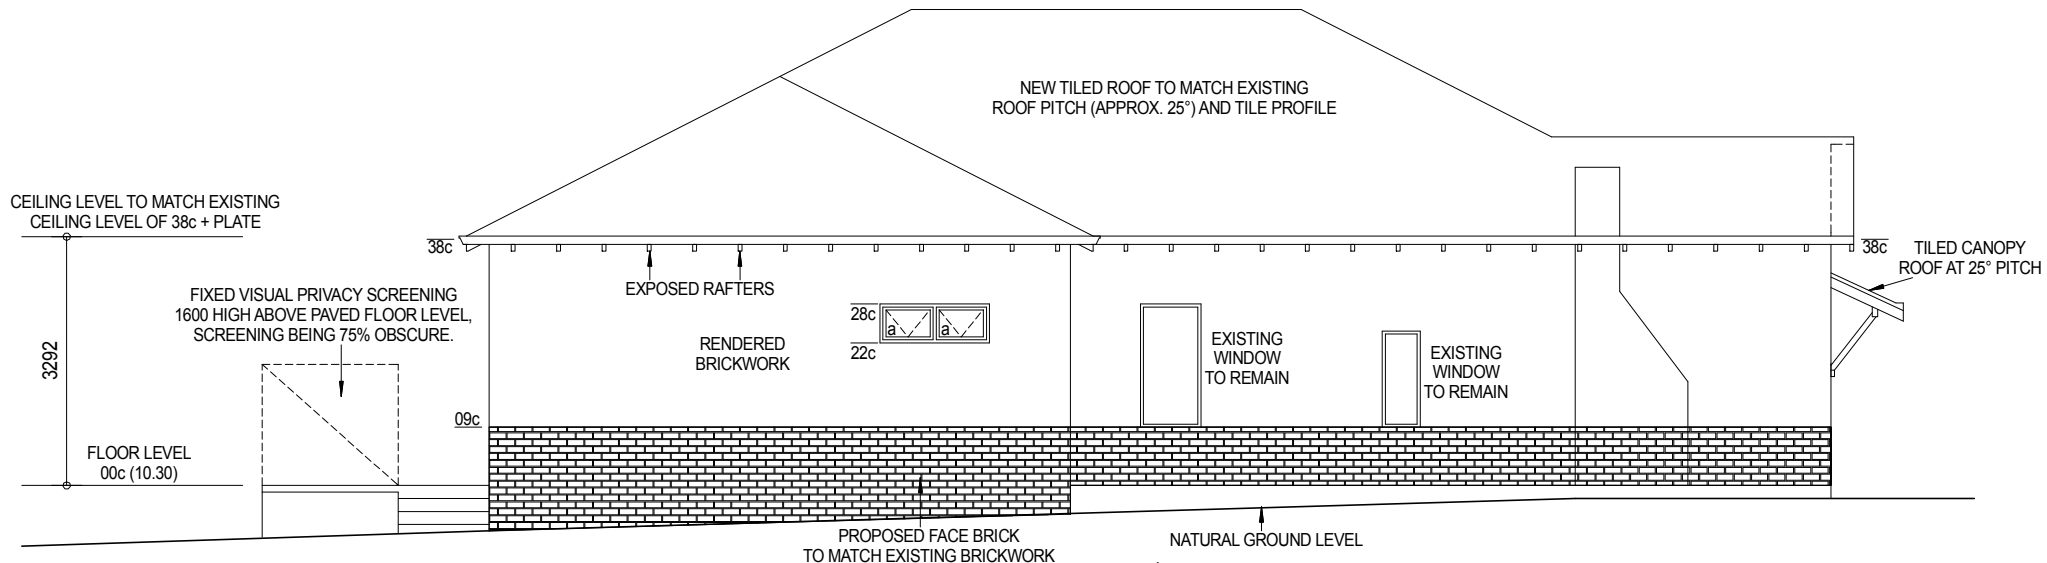 NEW TILED ROOF TO MATCH EXISTING
ROOF PITCH (APPROX. 25°) AND TILE PROFILE
CEILING LEVEL TO MATCH EXISTING
CEILING LEVEL OF 38c + PLATE
38c
38c
TILED CANOPY
ROOF AT 25° PITCH
EXPOSED RAFTERS
FIXED VISUAL PRIVACY SCREENING
1600 HIGH ABOVE PAVED FLOOR LEVEL,
SCREENING BEING 75% OBSCURE.
28c
a
a
22c
RENDERED
BRICKWORK
EXISTING
WINDOW
TO REMAIN
EXISTING
WINDOW
TO REMAIN
3292
09c
FLOOR LEVEL
00c (10.30)
PROPOSED FACE BRICK
TO MATCH EXISTING BRICKWORK
NATURAL GROUND LEVEL